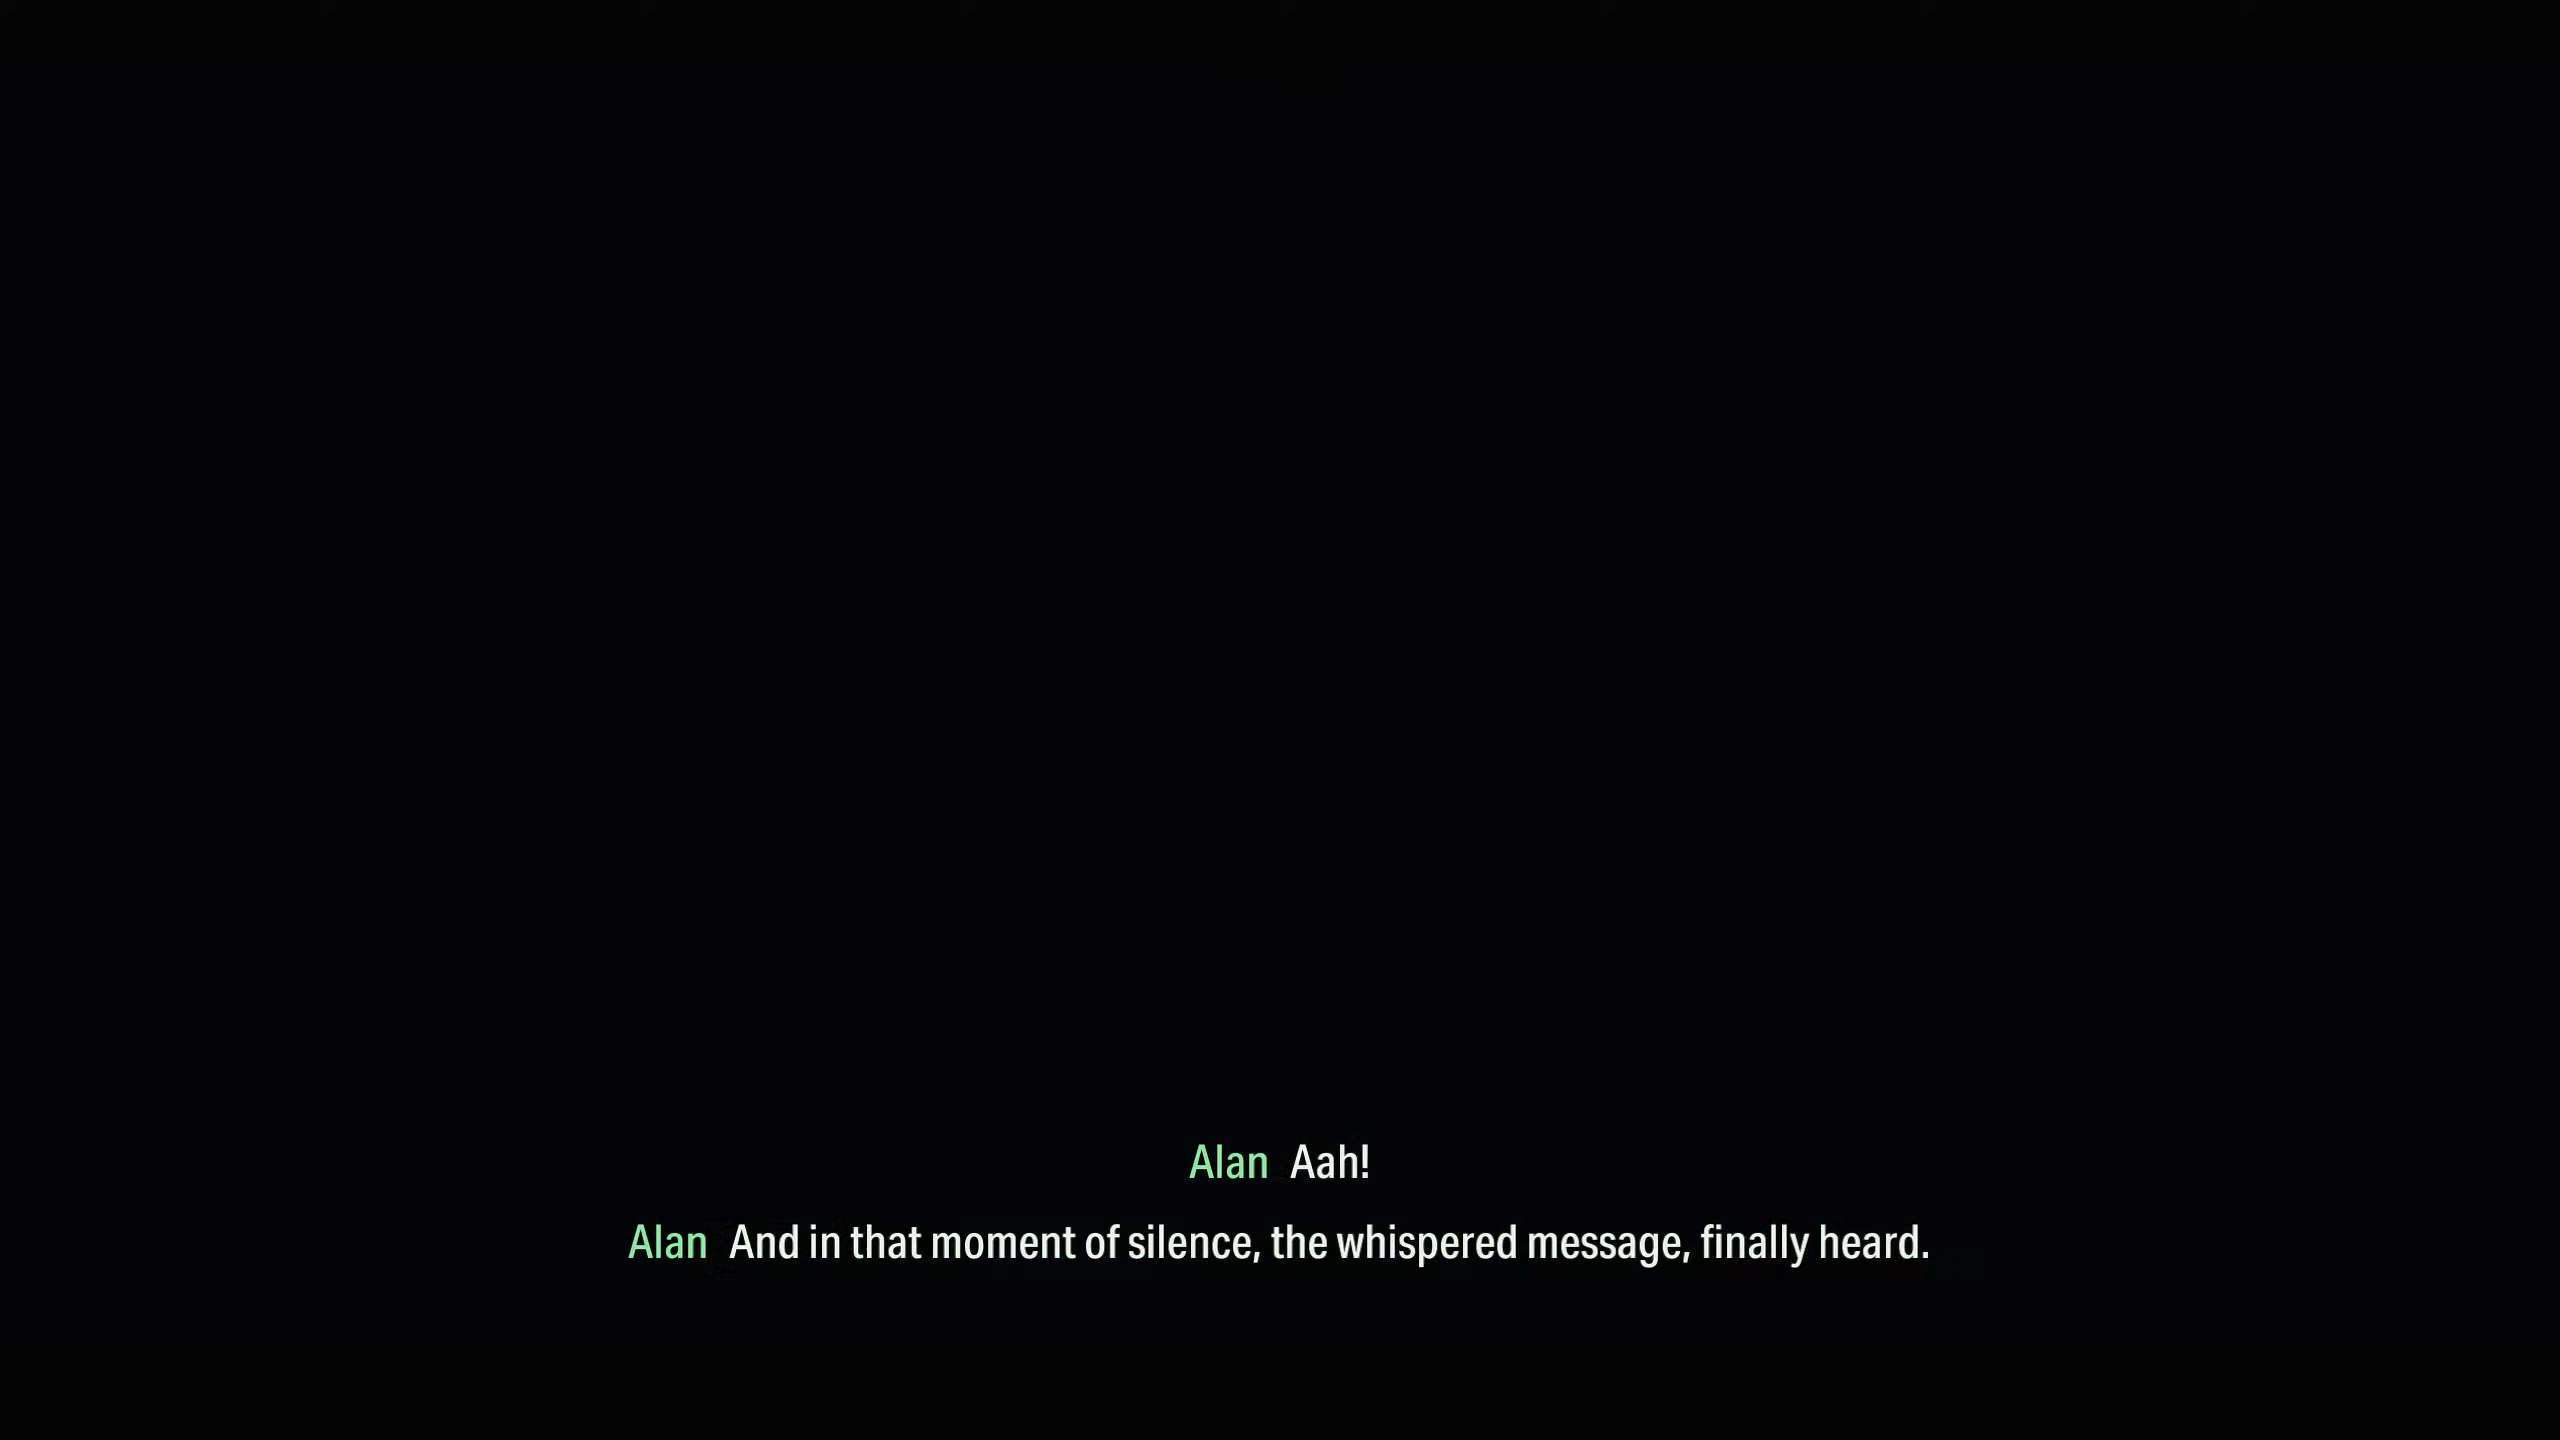 Alan Aah!
Alan And in that moment of silence, the whispered message, finally heard.